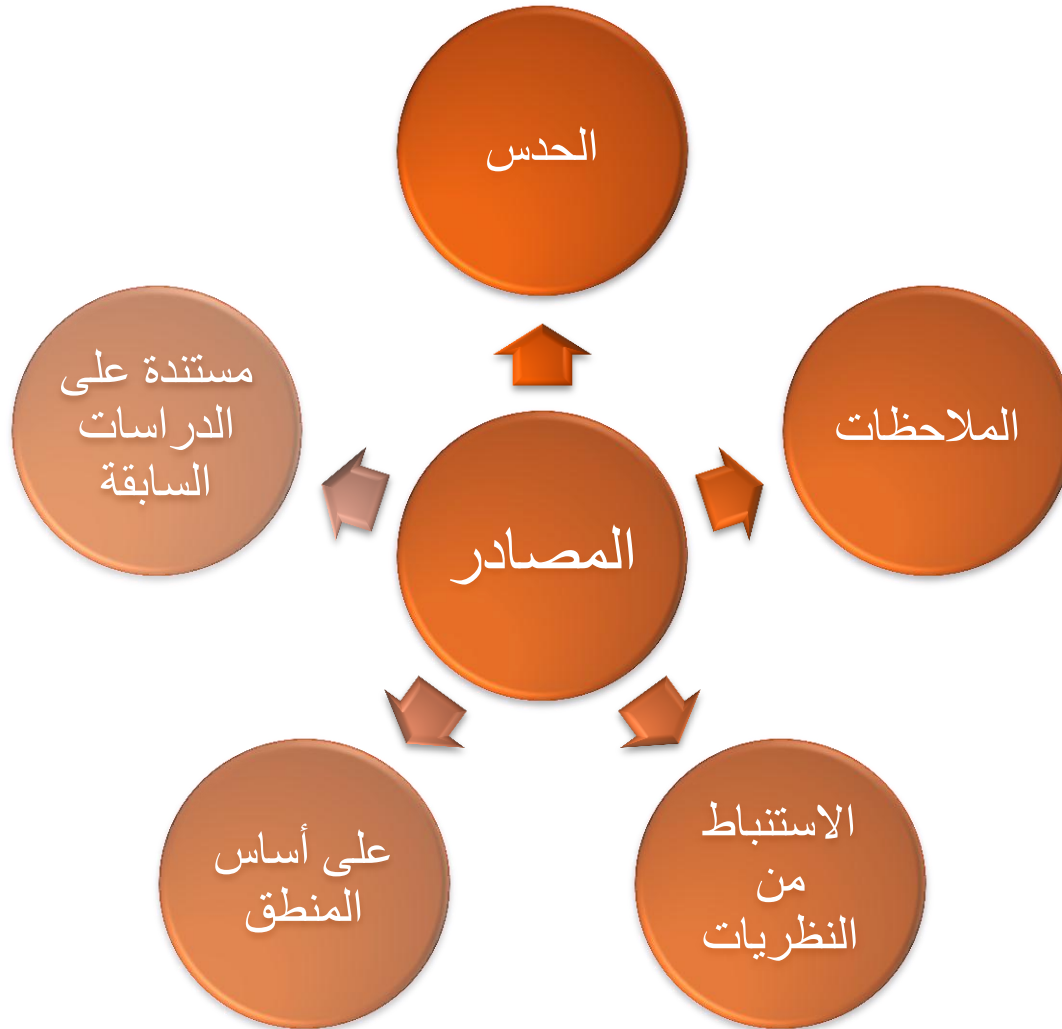 الحدس
الملاحظات
مستندة على
الدراسات
السابقة
المصادر
الاستنباط
من
النظريات
على أساس
المنطق